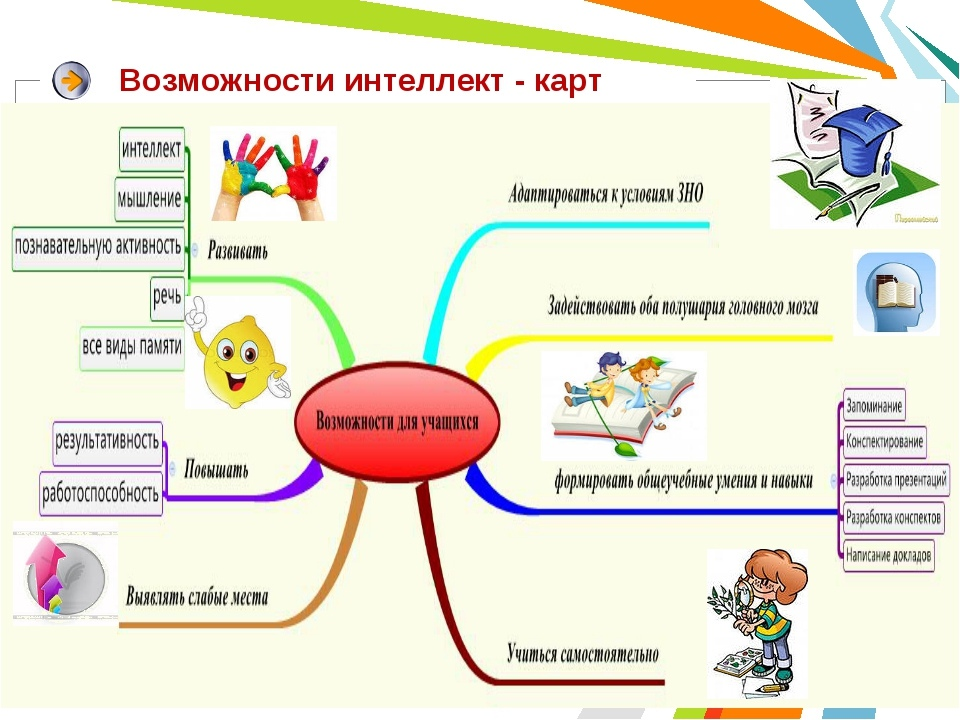 Возможности интеллект - карт
интеллект
мышление
познавательную активность
речь
все виды памяти
Развивать
результативность
работоспособность
Повышать
Выявлять слабые места
Возможности для учащихся
Адаптироваться к условиям ЗНО
Задействовать оба полушария головного мозга
формировать общеучебные умения и навыки
Запоминание
Конспектирование
Разработка презентаций
Разработка конспектов
Написание докладов
Учиться самостоятельно